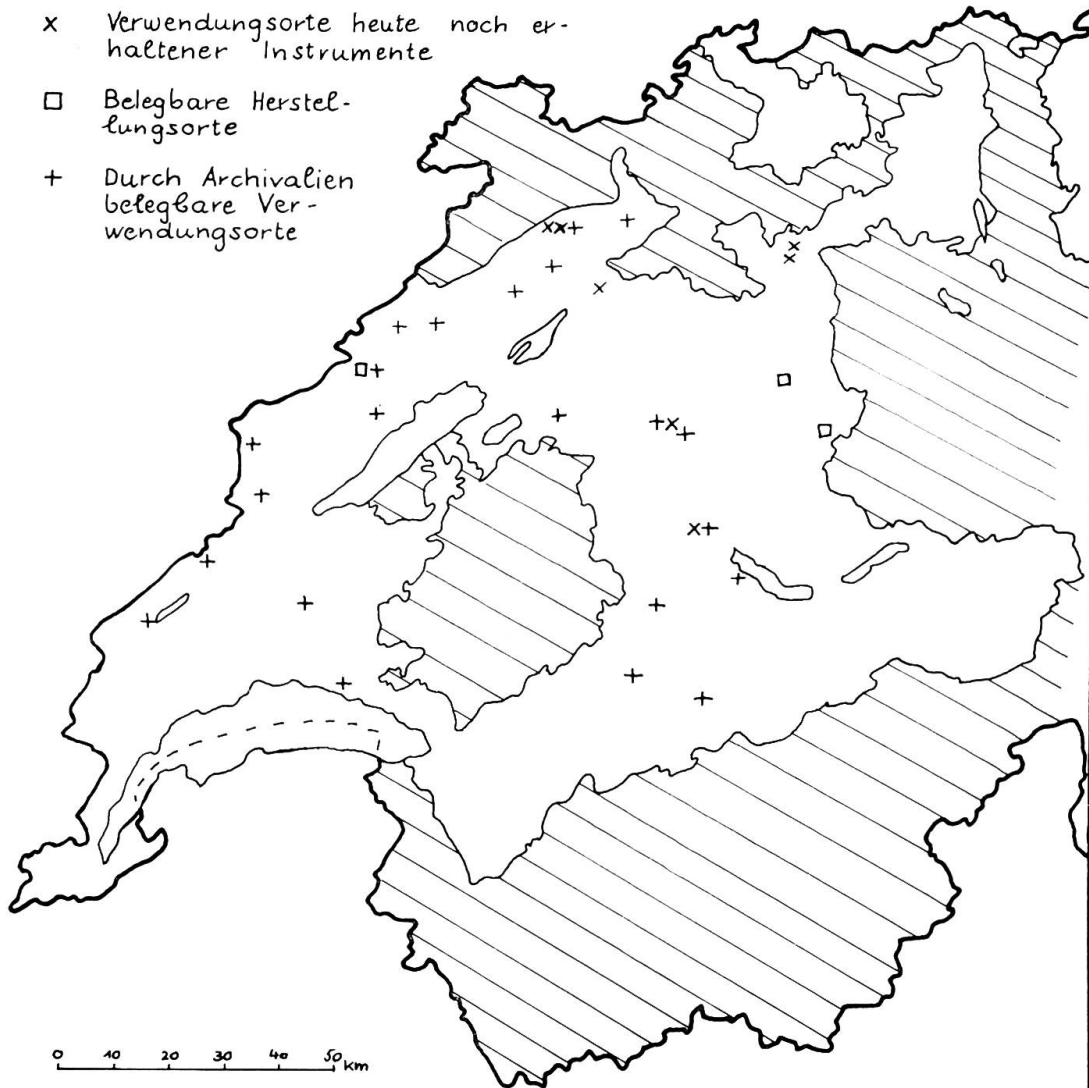 x Verwendungsorte heute noch er-
haltener Instrumente
□ Belegbare Herstel-
lungsorte
+ Durch Archivalien
belegbare Ver-
wendungsorte
0 10 20 30 40 50 km